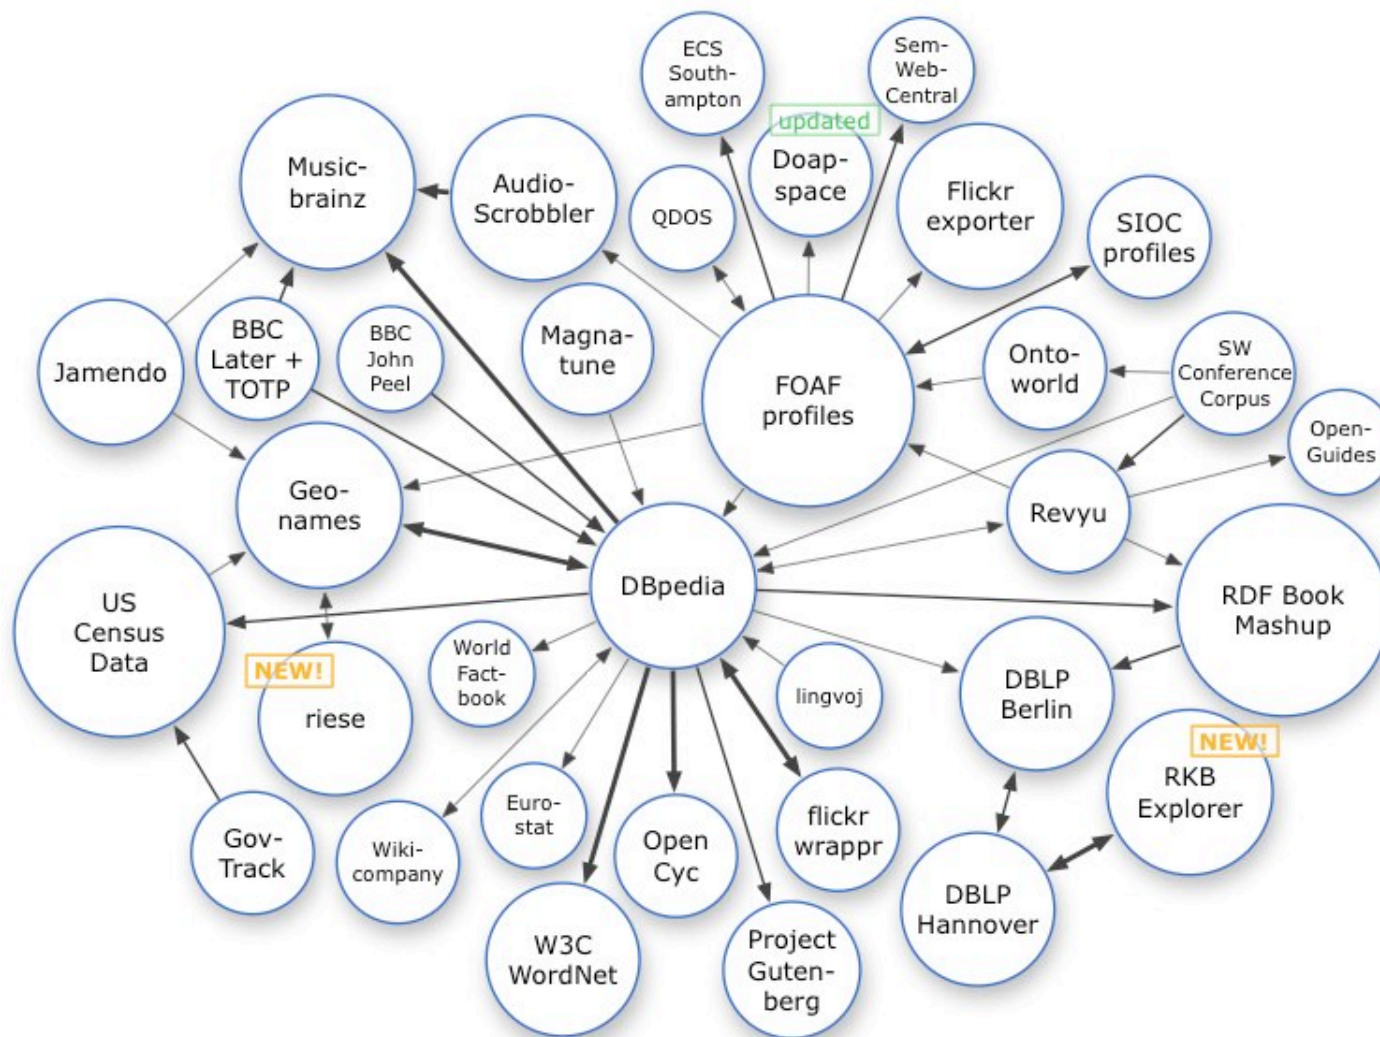 ECS
South-
ampton
Sem-
Web-
Central
updated
Doap-
space
Music-
brainz
Audio-
Scrobbler
QDOS
Flickr
exporter
SIOC
profiles
Jamendo
BBC
Later +
TOTP
BBC
John
Peel
Magna-
tune
FOAF
profiles
Onto-
world
SW
Conference
Corpus
Open-
Guides
Geo-
names
Revyu
US
Census
Data
DBpedia
RDF Book
Mashup
NEW!
riese
World
Fact-
book
lingvoj
DBLP
Berlin
NEW!
RKB
Explorer
Gov-
Track
Wiki-
company
Euro-
stat
Open
Cyc
flickr
wrappr
DBLP
Hannover
W3C
WordNet
Project
Guten-
berg